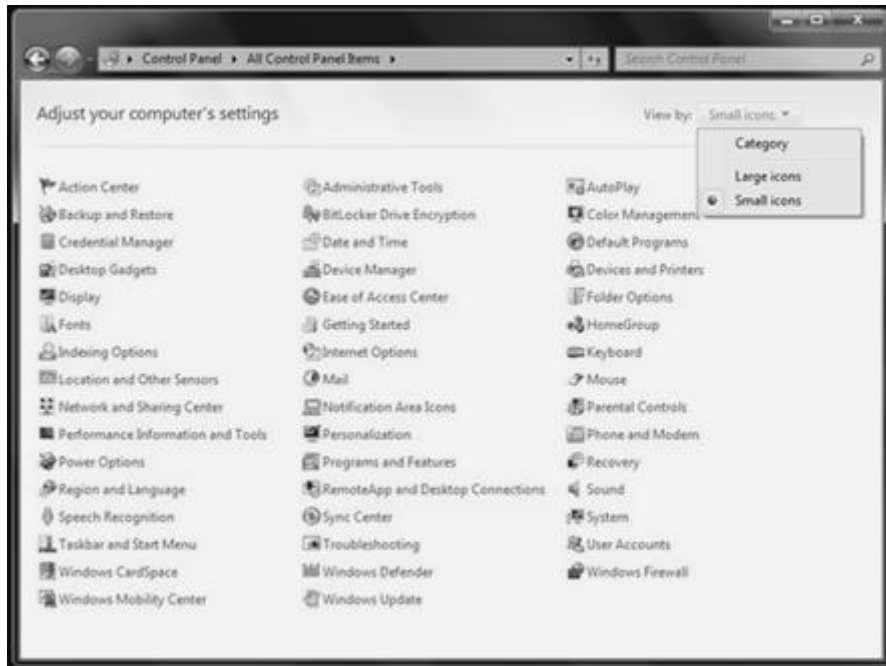 Control Panel ▸ All Control Panel Items ▸ Search Control Panel
Adjust your computer's settings View by: Small icons
Category
Large icons
Small icons
Action Center Administrative Tools AutoPlay
Backup and Restore BitLocker Drive Encryption Color Management
Credential Manager Date and Time Default Programs
Desktop Gadgets Device Manager Devices and Printers
Display Ease of Access Center Folder Options
Fonts Getting Started HomeGroup
Indexing Options Internet Options Keyboard
Location and Other Sensors Mail Mouse
Network and Sharing Center Notification Area Icons Parental Controls
Performance Information and Tools Personalization Phone and Modem
Power Options Programs and Features Recovery
Region and Language RemoteApp and Desktop Connections Sound
Speech Recognition Sync Center System
Taskbar and Start Menu Troubleshooting User Accounts
Windows CardSpace Windows Defender Windows Firewall
Windows Mobility Center Windows Update